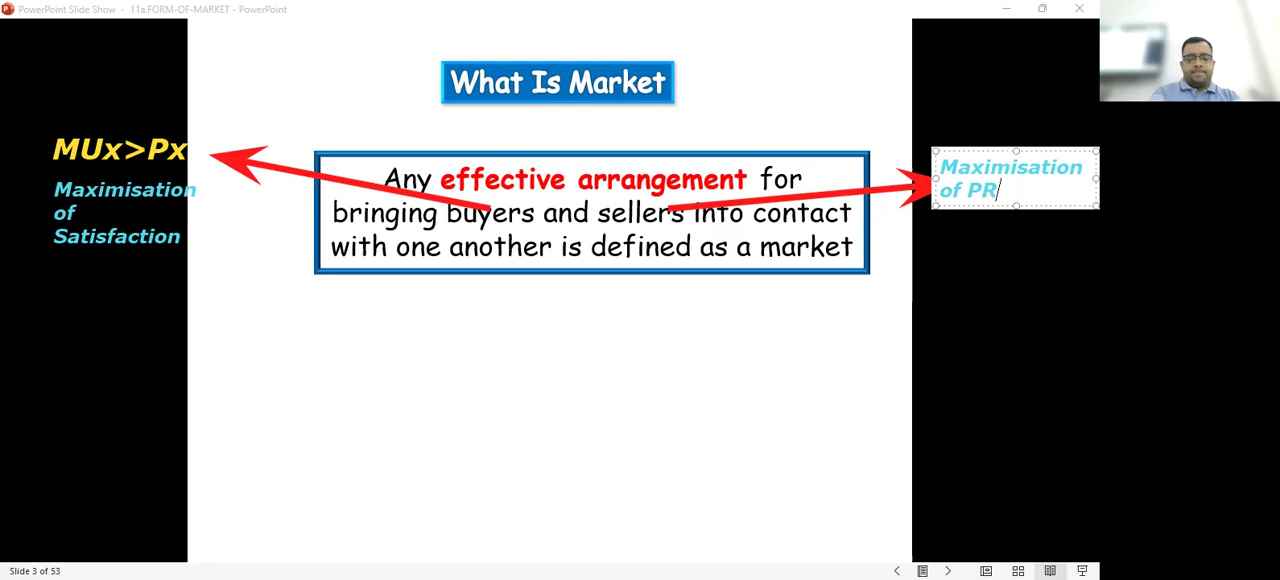 PowerPoint Slide Show - 11a.FORM-OF-MARKET - PowerPoint
What Is Market
MUx>Px
Maximisation
of
Satisfaction
Any effective arrangement for
bringing buyers and sellers into contact
with one another is defined as a market
Maximisation
of PR
Slide 3 of 53